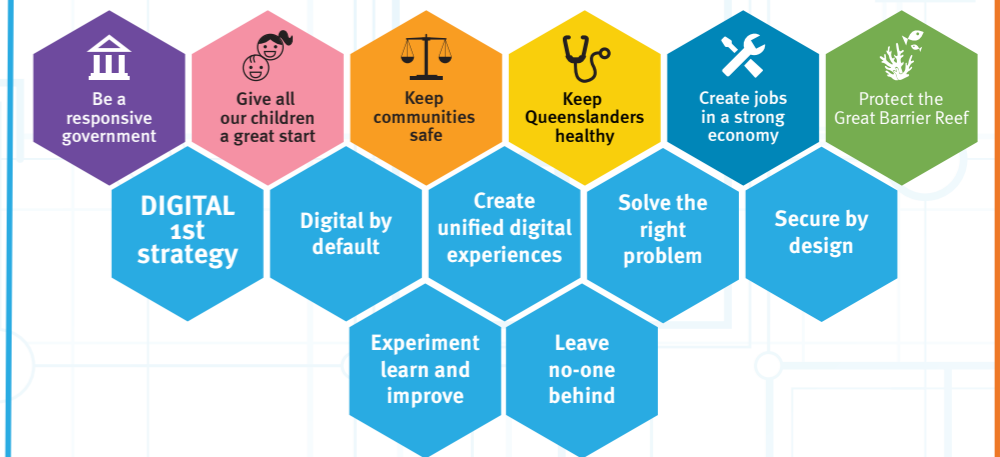 Be a
responsive
government
Give all
our children
a great start
Keep
communities
safe
Keep
Queenslanders
healthy
Create jobs
in a strong
economy
Protect the
Great Barrier Reef
DIGITAL
1st
strategy
Digital by
default
Create
unified digital
experiences
Solve the
right
problem
Secure by
design
Experiment
learn and
improve
Leave
no-one
behind